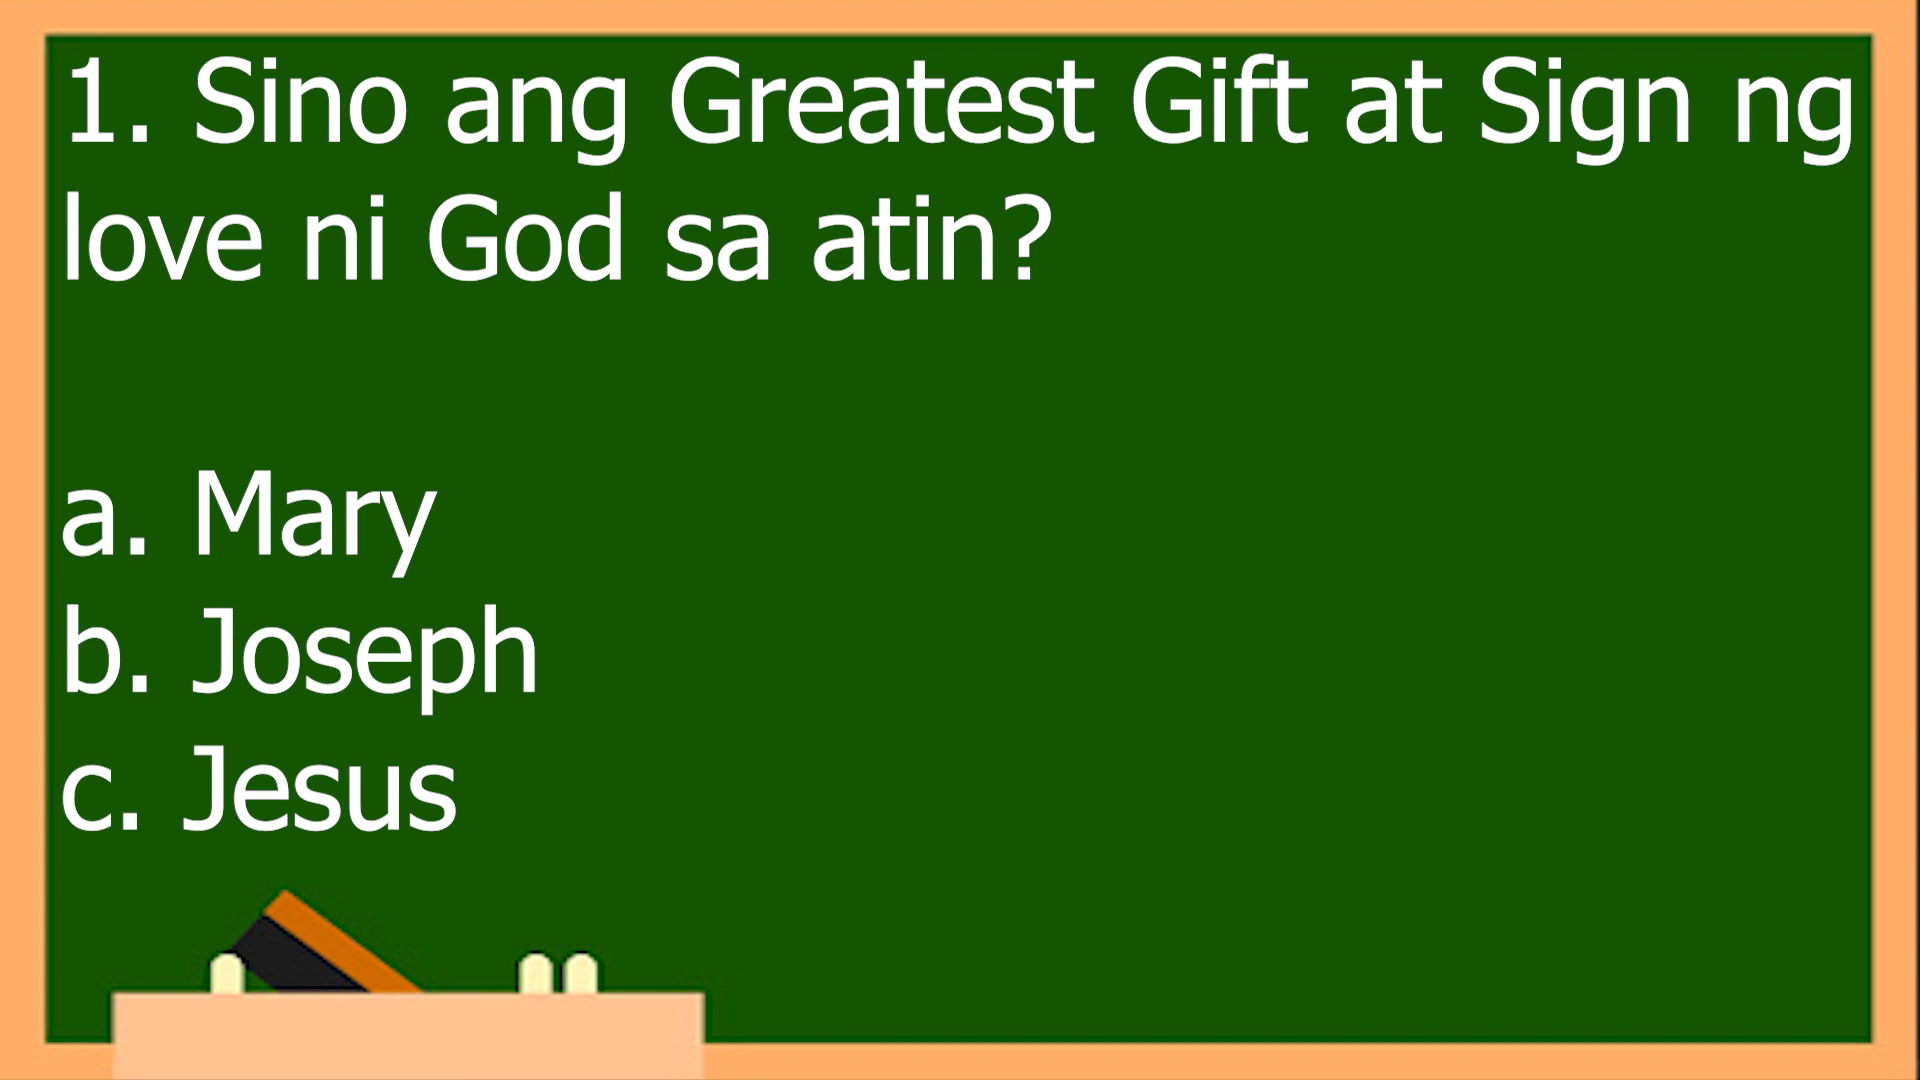 1. Sino ang Greatest Gift at Sign ng
love ni God sa atin?
a. Mary
b. Joseph
c. Jesus